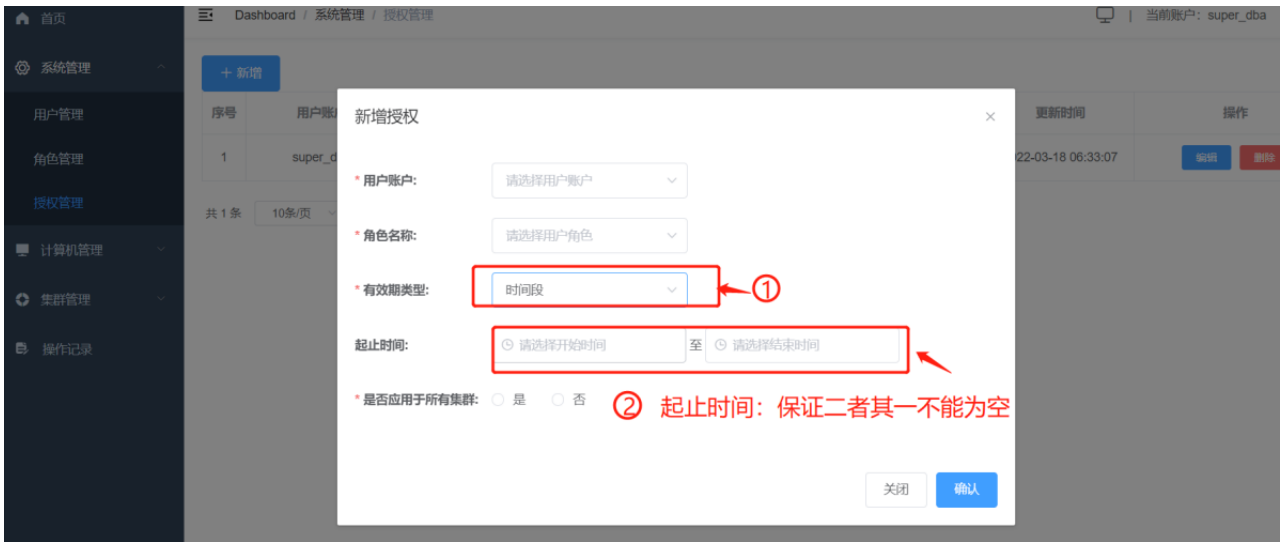 首页
Dashboard / 系统管理 / 授权管理
当前账户：super_dba
系统管理
用户管理
角色管理
授权管理
计算机管理
集群管理
操作记录
+ 新增
序号 用户账 更新时间 操作
1 super_d 22-03-18 06:33:07 编辑 删除
共 1 条 10条/页
新增授权
* 用户账户: 请选择用户账户
* 角色名称: 请选择用户角色
* 有效期类型: 时间段 ①
起止时间: 请选择开始时间 至 请选择结束时间
* 是否应用于所有集群: 是 否
② 起止时间：保证二者其一不能为空
关闭 确认